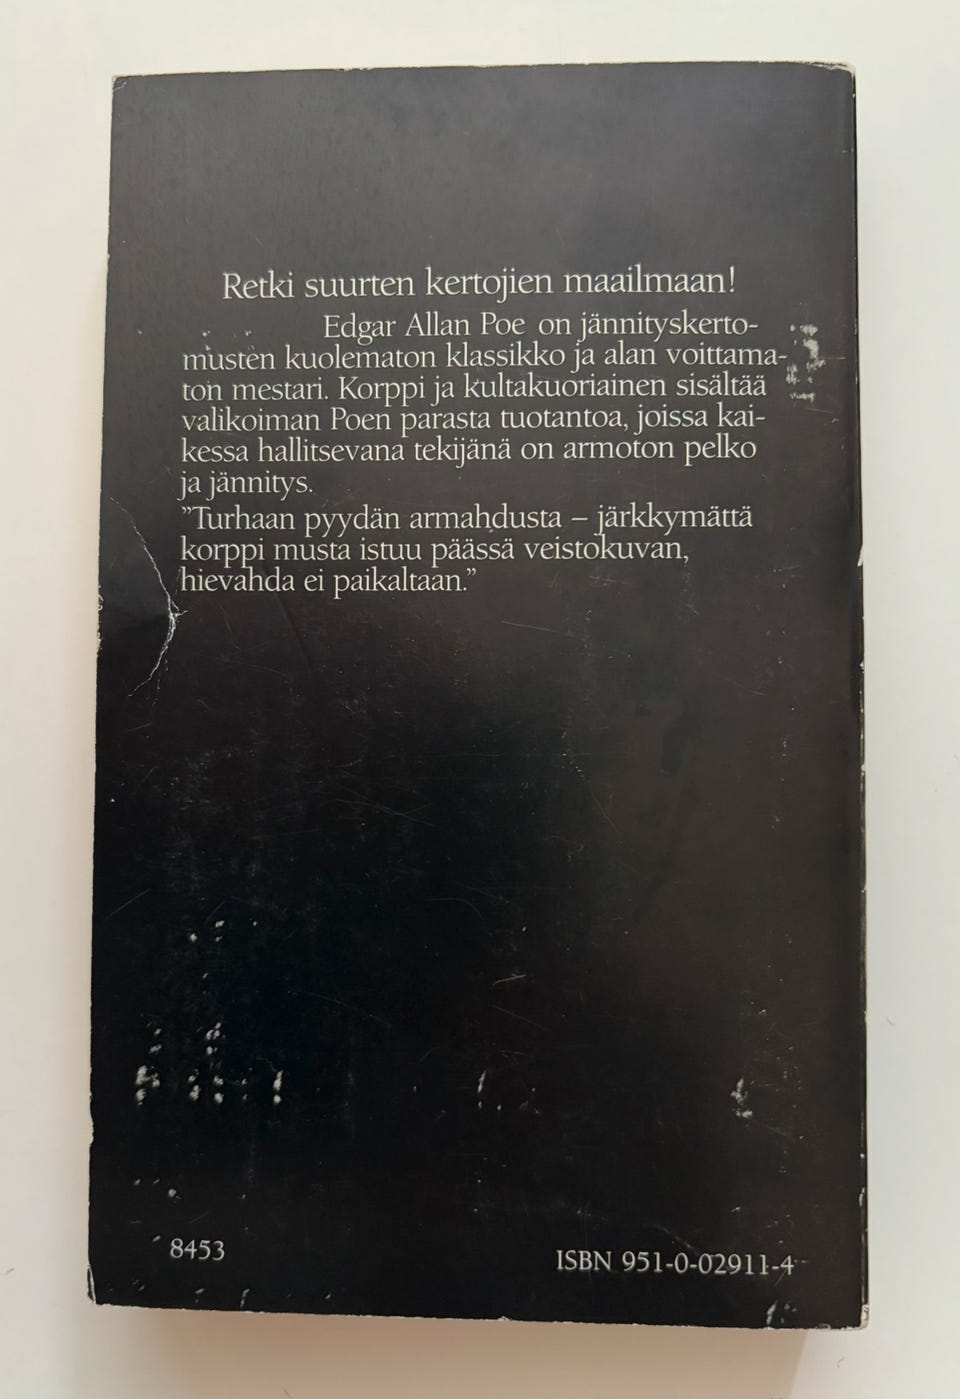 Retki suurten kertojien maailmaan!
Edgar Allan Poe on jännityskerto-
musten kuolematon klassikko ja alan voittama-
ton mestari. Korppi ja kultakuoriainen sisältää
valikoiman Poen parasta tuotantoa, joissa kai-
kessa hallitsevana tekijänä on armoton pelko
ja jännitys.
”Turhaan pyydän armahdusta – järkkymättä
korppi musta istuu päässä veistokuvan,
hievahda ei paikaltaan.”
8453
ISBN 951-0-02911-4